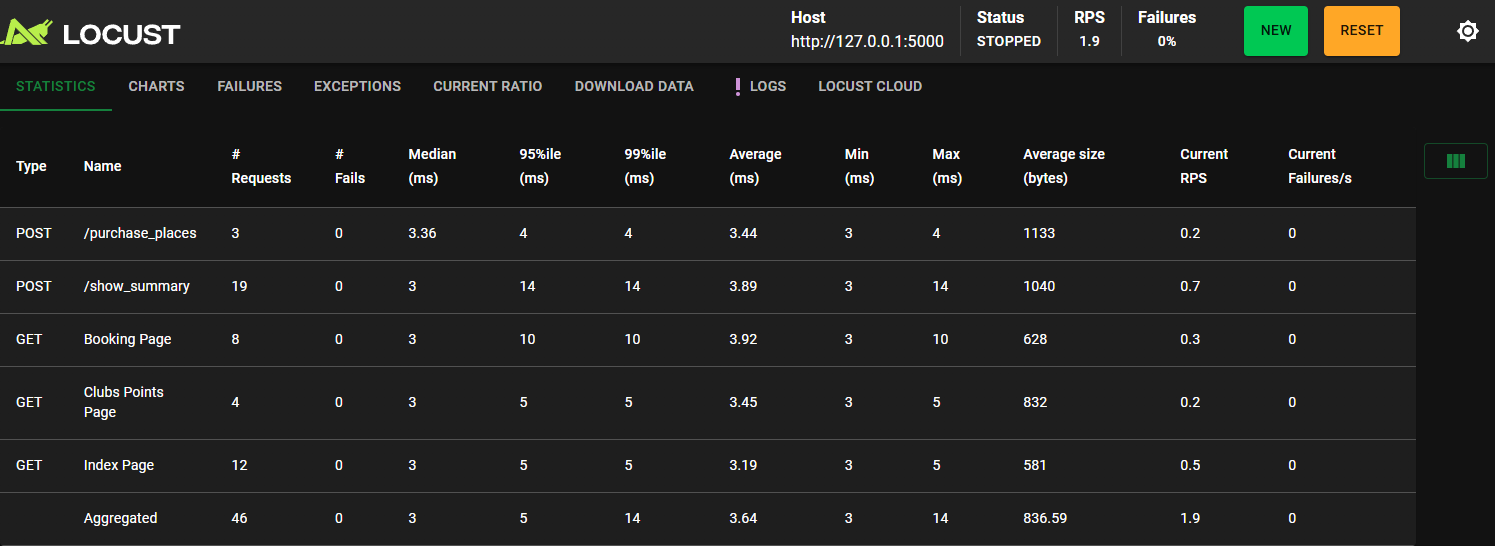 LOCUST
Host
http://127.0.0.1:5000
Status
STOPPED
RPS
1.9
Failures
0%
NEW
RESET
STATISTICS CHARTS FAILURES EXCEPTIONS CURRENT RATIO DOWNLOAD DATA ! LOGS LOCUST CLOUD
Type Name # Requests # Fails Median (ms) 95%ile (ms) 99%ile (ms) Average (ms) Min (ms) Max (ms) Average size (bytes) Current RPS Current Failures/s
POST /purchase_places 3 0 3.36 4 4 3.44 3 4 1133 0.2 0
POST /show_summary 19 0 3 14 14 3.89 3 14 1040 0.7 0
GET Booking Page 8 0 3 10 10 3.92 3 10 628 0.3 0
GET Clubs Points Page 4 0 3 5 5 3.45 3 5 832 0.2 0
GET Index Page 12 0 3 5 5 3.19 3 5 581 0.5 0
Aggregated 46 0 3 5 14 3.64 3 14 836.59 1.9 0